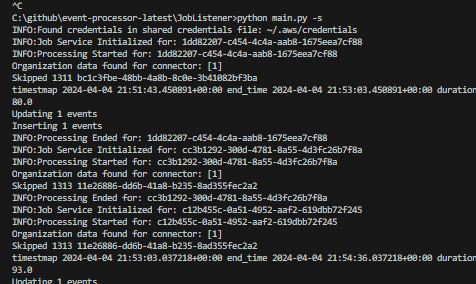 ^C
C:\github\event-processor-latest\JobListener>python main.py -s
INFO:Found credentials in shared credentials file: ~/.aws/credentials
INFO:Job Service Initialized for: 1dd82207-c454-4c4a-aab8-1675eea7cf88
INFO:Processing Started for: 1dd82207-c454-4c4a-aab8-1675eea7cf88
Organization data found for connector: [1]
Skipped 1311 bc1c3fbe-48bb-4a8b-8c0e-3b41082bf3ba
timestmap 2024-04-04 21:51:43.450891+00:00 end_time 2024-04-04 21:53:03.450891+00:00 duration
80.0
Updating 1 events
Inserting 1 events
INFO:Processing Ended for: 1dd82207-c454-4c4a-aab8-1675eea7cf88
INFO:Job Service Initialized for: cc3b1292-300d-4781-8a55-4d3fc26b7f8a
INFO:Processing Started for: cc3b1292-300d-4781-8a55-4d3fc26b7f8a
Organization data found for connector: [1]
Skipped 1313 11e26886-dd6b-41a8-b235-8ad355fec2a2
INFO:Processing Ended for: cc3b1292-300d-4781-8a55-4d3fc26b7f8a
INFO:Job Service Initialized for: c12b455c-0a51-4952-aaf2-619dbb72f245
INFO:Processing Started for: c12b455c-0a51-4952-aaf2-619dbb72f245
Organization data found for connector: [1]
Skipped 1313 11e26886-dd6b-41a8-b235-8ad355fec2a2
timestmap 2024-04-04 21:53:03.037218+00:00 end_time 2024-04-04 21:54:36.037218+00:00 duration
93.0
Updating 1 events